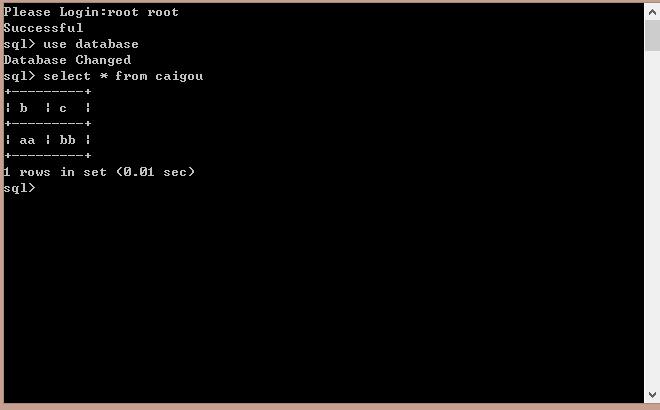 Please Login:root root
Successful
sql> use database
Database Changed
sql> select * from caigou
+---------+
¦ b  ¦ c  ¦
+---------+
¦ aa ¦ bb ¦
+---------+
1 rows in set (0.01 sec)
sql>